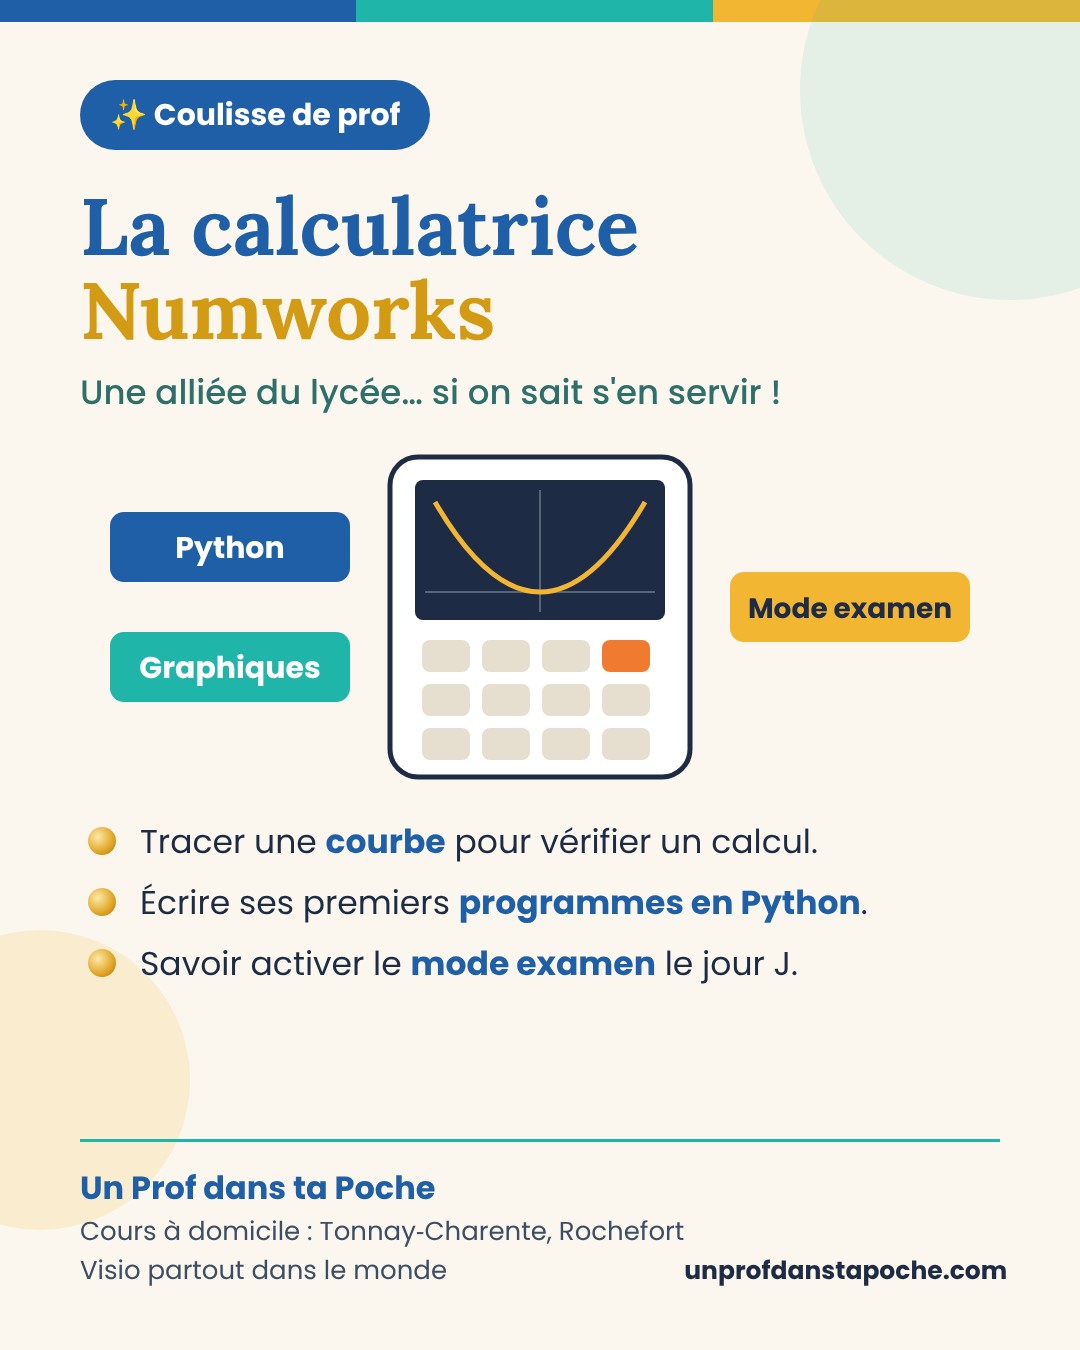 ✨ Coulisse de prof
La calculatrice
Numworks
Une alliée du lycée... si on sait s'en servir !
Python
Graphiques
Mode examen
Tracer une courbe pour vérifier un calcul.
Écrire ses premiers programmes en Python.
Savoir activer le mode examen le jour J.
Un Prof dans ta Poche
Cours à domicile : Tonnay-Charente, Rochefort
Visio partout dans le monde
unprofdanstapoche.com